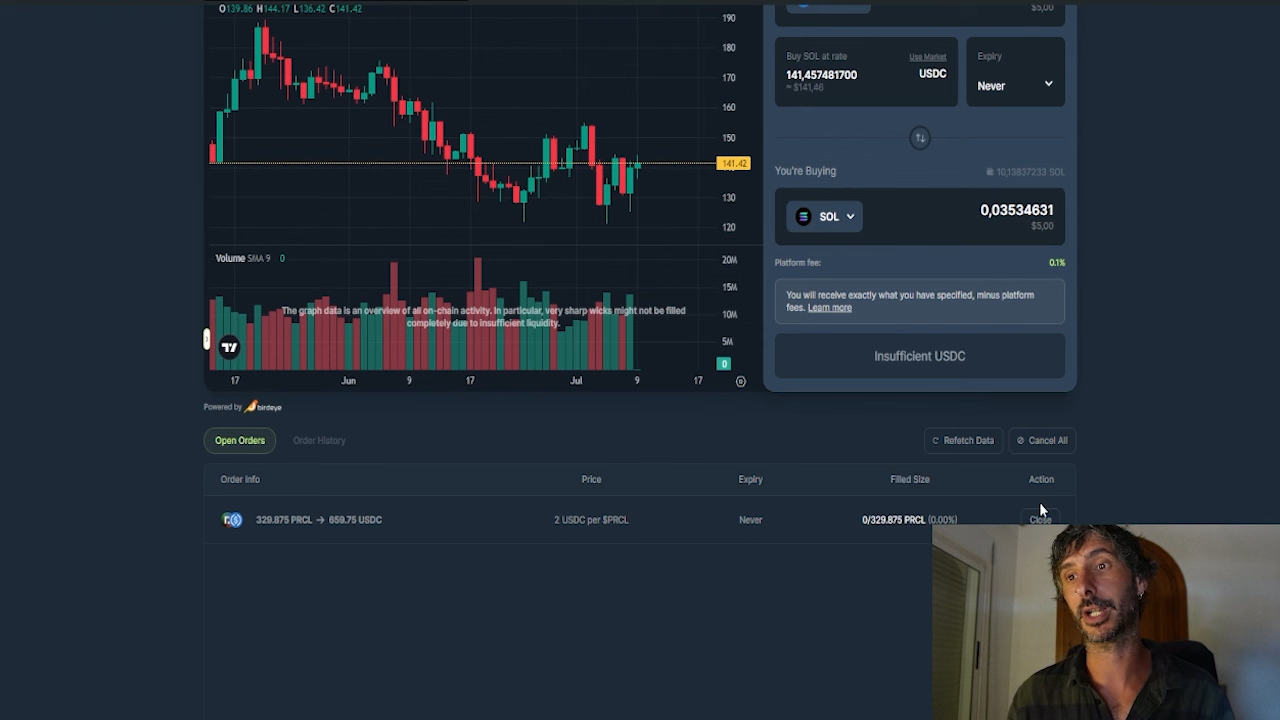 O139.86 H144.17 L136.42 C141.42
190
180
170
160
150
141.42
130
120
Volume SMA 9 0
20M
15M
10M
5M
0
The graph data is an overview of all on-chain activity. In particular, very sharp wicks might not be filled
completely due to insufficient liquidity.
17
Jun
9
17
Jul
9
17
Powered by birdeye
$5,00
Buy SOL at rate
Use Market
141,457481700
USDC
~ $141,46
Expiry
Never
You're Buying
10,13837233 SOL
SOL
0,03534631
$5,00
Platform fee:
0.1%
You will receive exactly what you have specified, minus platform
fees. Learn more
Insufficient USDC
Open Orders
Order History
Refetch Data
Cancel All
Order Info
Price
Expiry
Filled Size
Action
329.875 PRCL → 659.75 USDC
2 USDC per $PRCL
Never
0/329.875 PRCL (0.00%)
Close